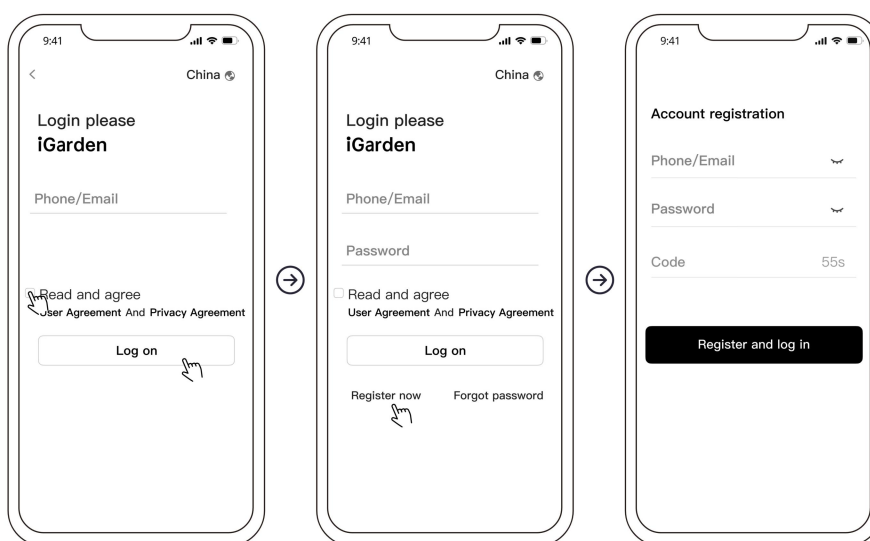 9:41
China
Login please
iGarden
Phone/Email
Read and agree
User Agreement And Privacy Agreement
Log on
9:41
China
Login please
iGarden
Phone/Email
Password
Read and agree
User Agreement And Privacy Agreement
Log on
Register now Forgot password
9:41
Account registration
Phone/Email
Password
Code 55s
Register and log in